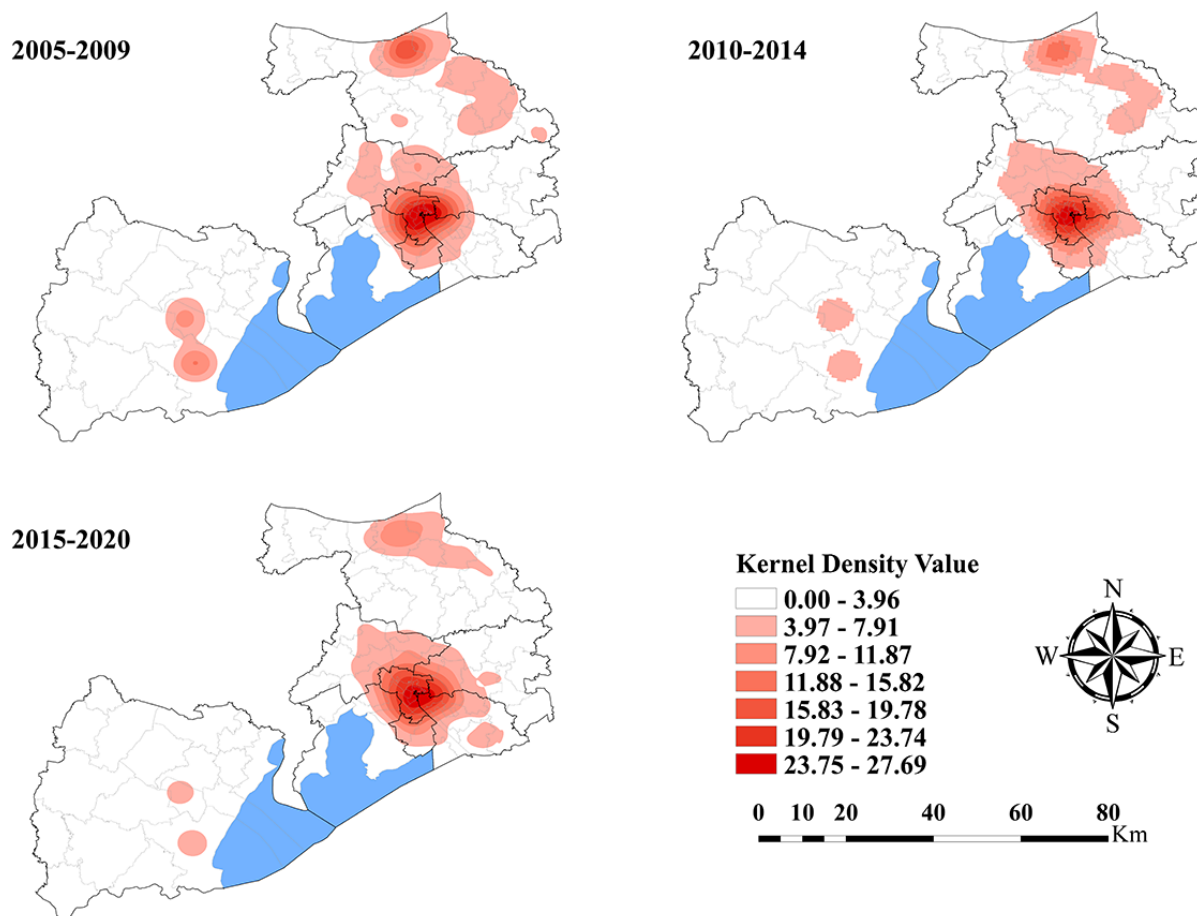 2005-2009
2010-2014
2015-2020
Kernel Density Value
0.00 - 3.96
3.97 - 7.91
7.92 - 11.87
11.88 - 15.82
15.83 - 19.78
19.79 - 23.74
23.75 - 27.69
N
W E
S
0 10 20 40 60 80
Km